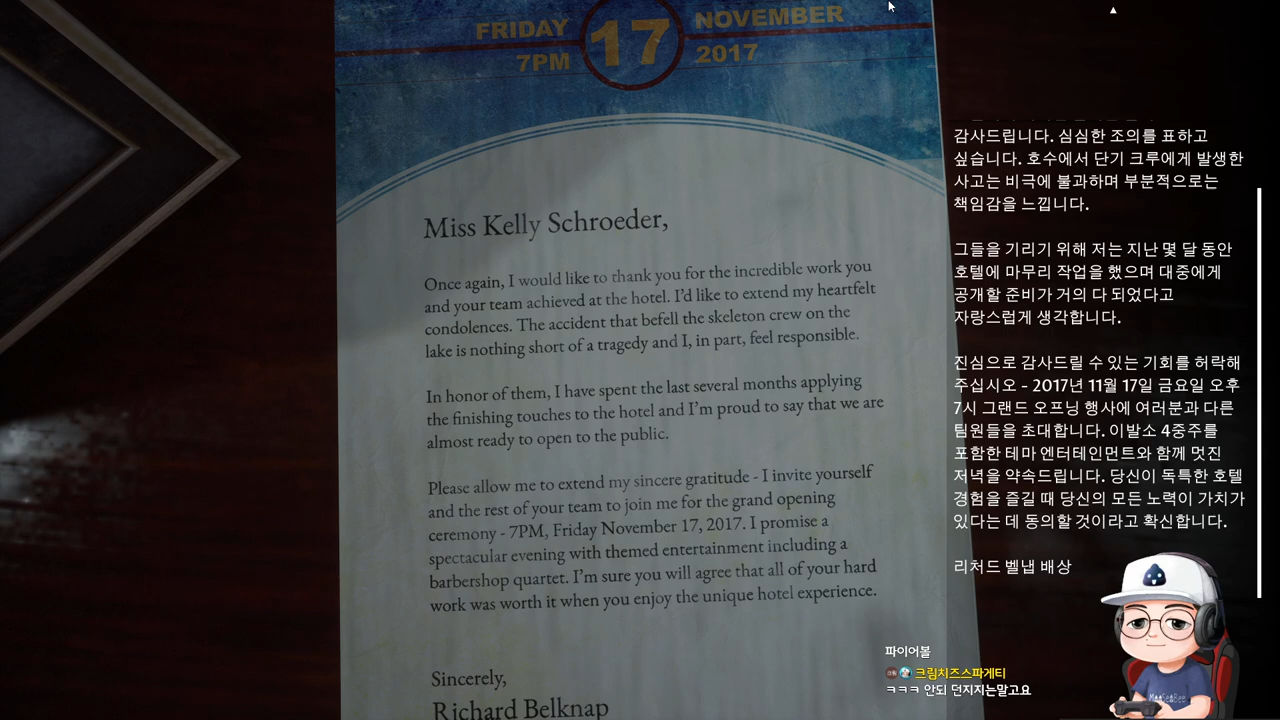 FRIDAY
7PM
17
NOVEMBER
2017
Miss Kelly Schroeder,
Once again, I would like to thank you for the incredible work you
and your team achieved at the hotel. I'd like to extend my heartfelt
condolences. The accident that befell the skeleton crew on the
lake is nothing short of a tragedy and I, in part, feel responsible.
In honor of them, I have spent the last several months applying
the finishing touches to the hotel and I'm proud to say that we are
almost ready to open to the public.
Please allow me to extend my sincere gratitude - I invite yourself
and the rest of your team to join me for the grand opening
ceremony - 7PM, Friday November 17, 2017. I promise a
spectacular evening with themed entertainment including a
barbershop quartet. I'm sure you will agree that all of your hard
work was worth it when you enjoy the unique hotel experience.
Sincerely,
Richard Belknap
감사드립니다. 심심한 조의를 표하고
싶습니다. 호수에서 단기 크루에게 발생한
사고는 비극에 불과하며 부분적으로는
책임감을 느낍니다.
그들을 기리기 위해 저는 지난 몇 달 동안
호텔에 마무리 작업을 했으며 대중에게
공개할 준비가 거의 다 되었다고
자랑스럽게 생각합니다.
진심으로 감사드릴 수 있는 기회를 허락해
주십시오 - 2017년 11월 17일 금요일 오후
7시 그랜드 오프닝 행사에 여러분과 다른
팀원들을 초대합니다. 이발소 4중주를
포함한 테마 엔터테인먼트와 함께 멋진
저녁을 약속드립니다. 당신이 독특한 호텔
경험을 즐길 때 당신의 모든 노력이 가치가
있다는 데 동의할 것이라고 확신합니다.
리처드 벨냅 배상
파이어볼
크림치즈스파게티
ㅋㅋㅋ 안되 던지지는말고요